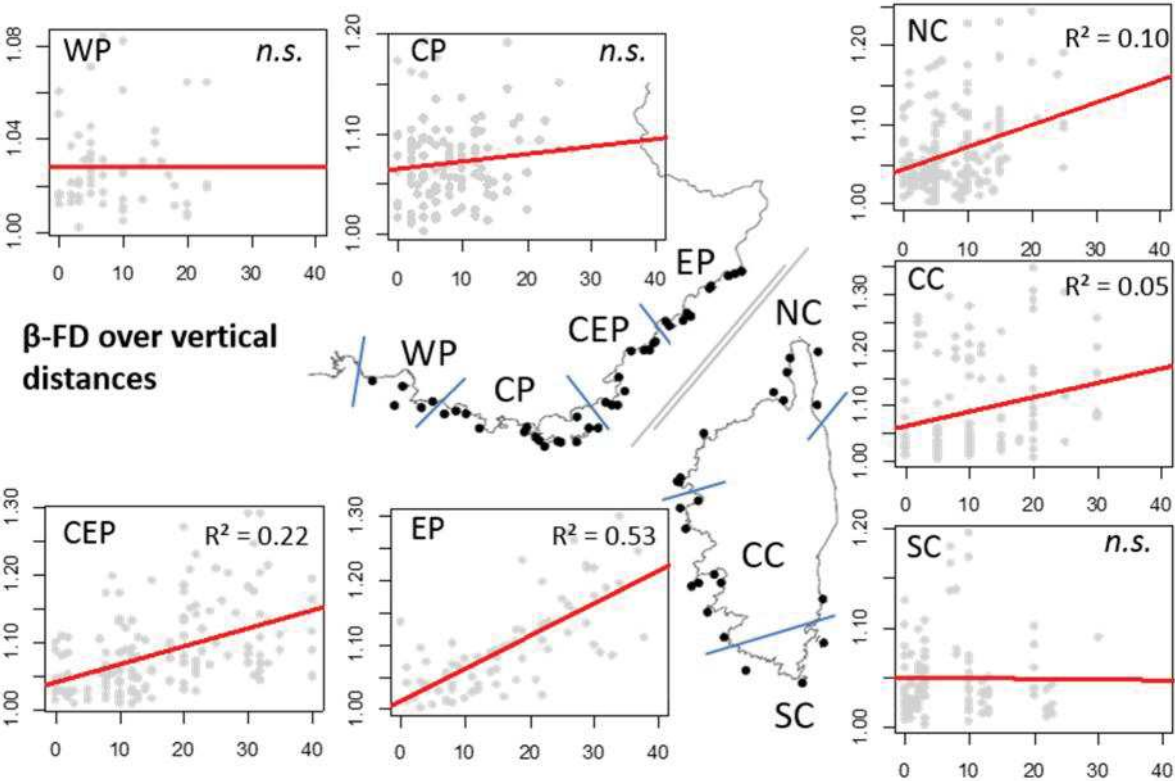 WP
n.s.
1.08
1.04
1.00
0 10 20 30 40
CP
n.s.
1.20
1.10
1.00
0 10 20 30 40
NC
R² = 0.10
1.20
1.10
1.00
0 10 20 30 40
β-FD over vertical
distances
WP
CP
CEP
EP
NC
CC
SC
CC
R² = 0.05
1.30
1.20
1.10
1.00
0 10 20 30 40
CEP
R² = 0.22
1.30
1.20
1.10
1.00
0 10 20 30 40
EP
R² = 0.53
1.30
1.20
1.10
1.00
0 10 20 30 40
SC
n.s.
1.20
1.10
1.00
0 10 20 30 40